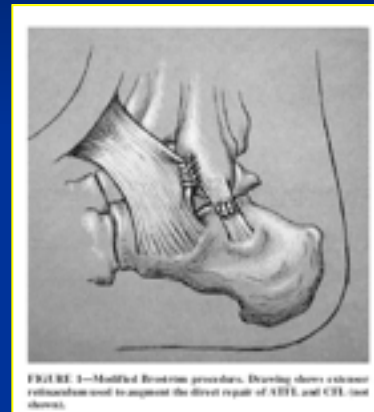 FIGURE 1—Modified Brostrom procedure. Drawing shows extensor
retinaculum used to augment the direct repair of ATFL and CFL (not
shown).